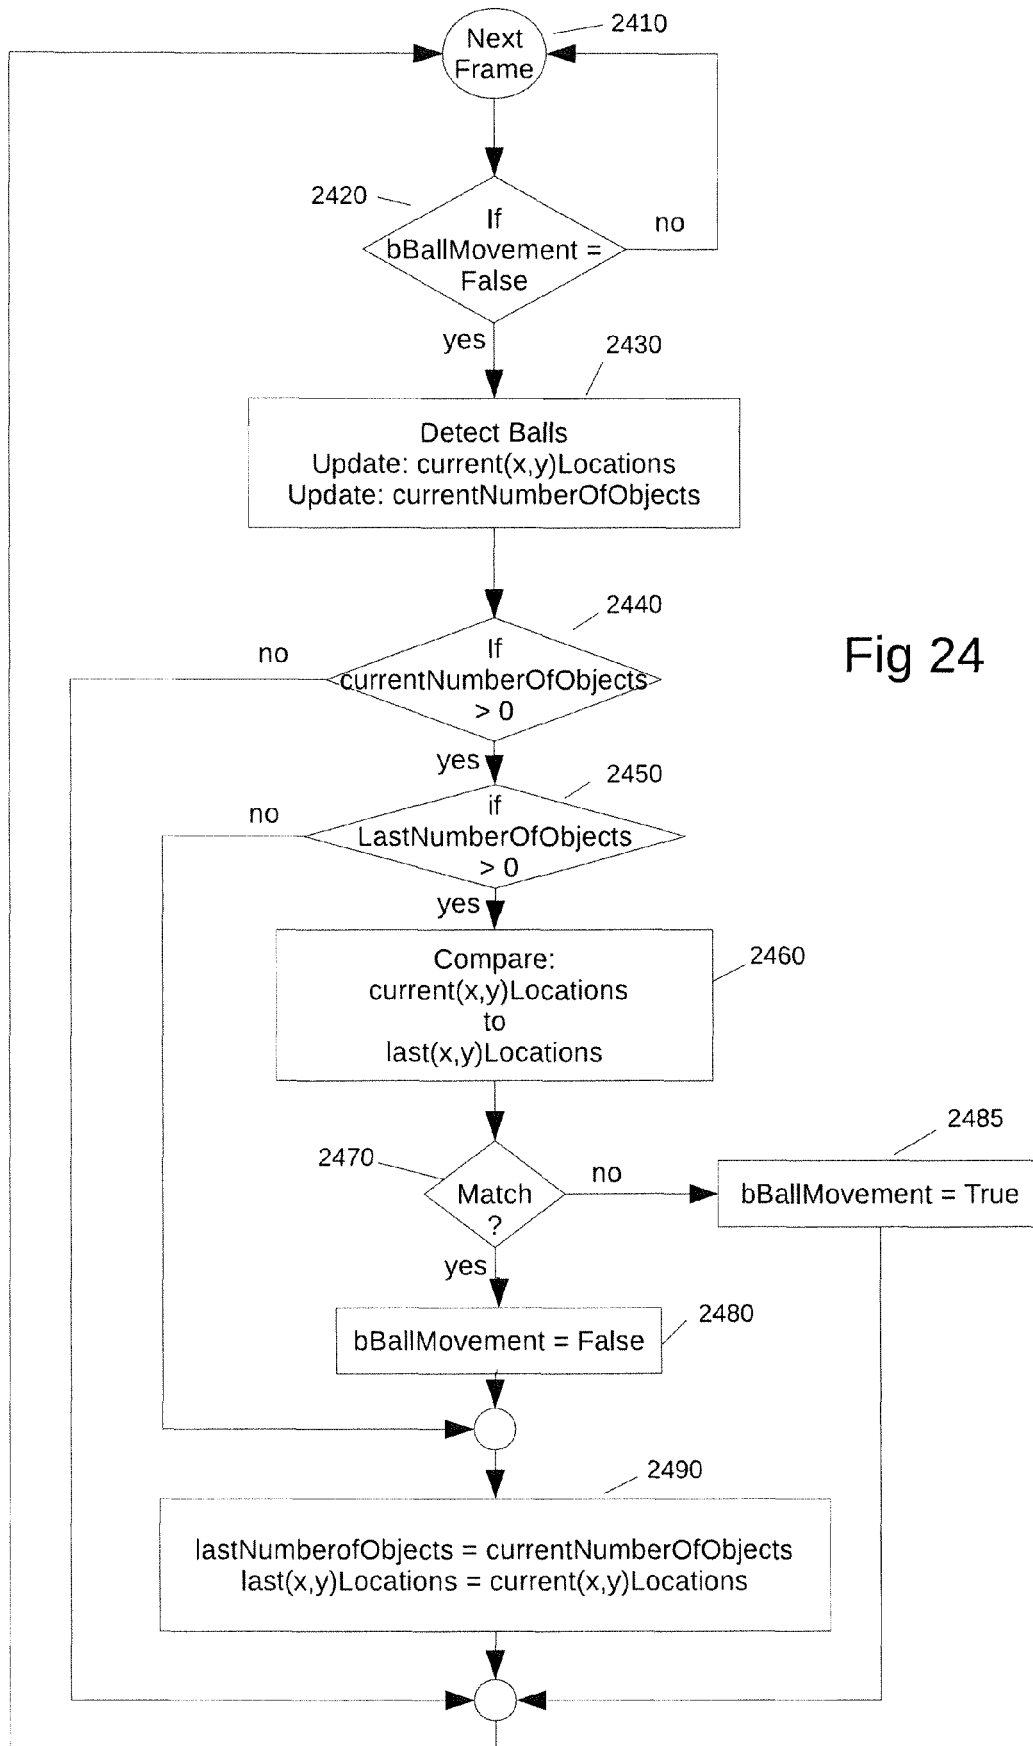 Next
Frame
2410
2420
If
bBallMovement =
False
no
yes
2430
Detect Balls
Update: current(x,y)Locations
Update: currentNumberOfObjects
2440
no
If
currentNumberOfObjects
> 0
Fig 24
yes
2450
no
if
LastNumberOfObjects
> 0
yes
2460
Compare:
current(x,y)Locations
to
last(x,y)Locations
2485
2470
no
Match
?
bBallMovement = True
yes
2480
bBallMovement = False
2490
lastNumberofObjects = currentNumberOfObjects
last(x,y)Locations = current(x,y)Locations